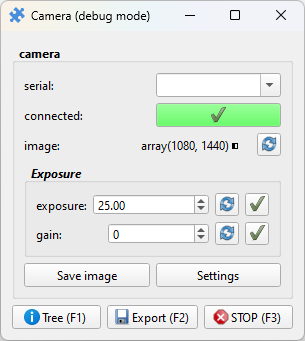 Camera (debug mode)
camera
serial:
connected:
image: array(1080, 1440)
Exposure
exposure: 25.00
gain: 0
Save image Settings
Tree (F1) Export (F2) STOP (F3)